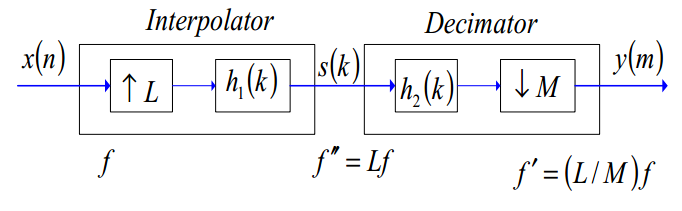 Interpolator Decimator
x(n) ↑ L h₁(k) s(k) h₂(k) ↓ M y(m)
f f″ = Lf f′ = (L/M)f